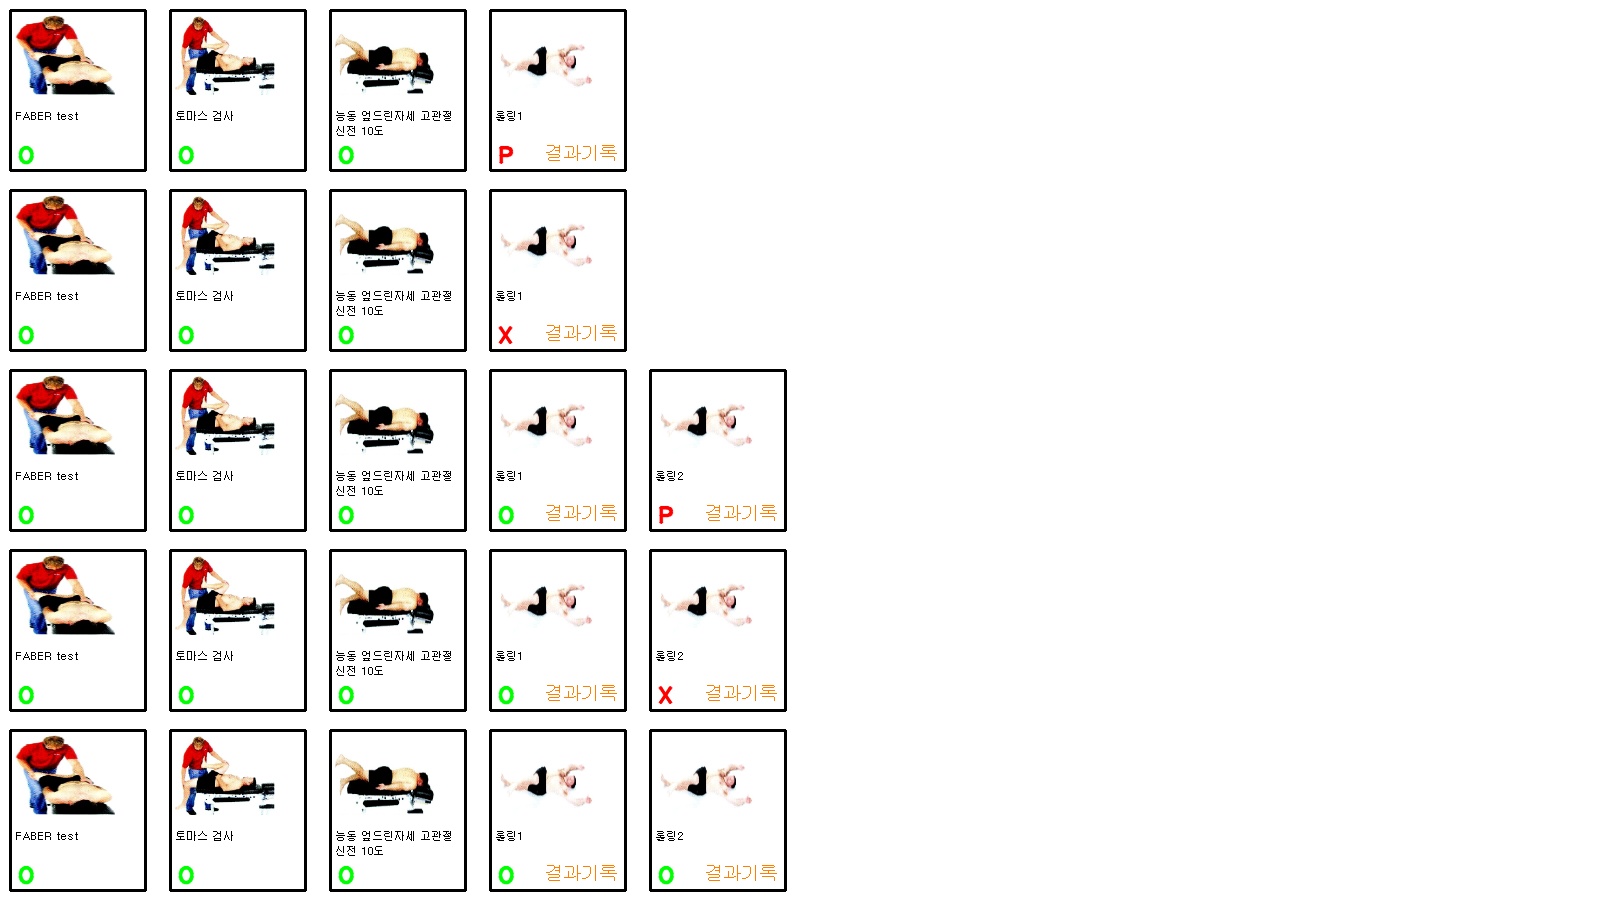 FABER test
토마스 검사
능동 엎드린자세 고관절
신전 10도
롤링1
O
O
O
P 결과기록
FABER test
토마스 검사
능동 엎드린자세 고관절
신전 10도
롤링1
O
O
O
X 결과기록
FABER test
토마스 검사
능동 엎드린자세 고관절
신전 10도
롤링1
롤링2
O
O
O
O 결과기록
P 결과기록
FABER test
토마스 검사
능동 엎드린자세 고관절
신전 10도
롤링1
롤링2
O
O
O
O 결과기록
X 결과기록
FABER test
토마스 검사
능동 엎드린자세 고관절
신전 10도
롤링1
롤링2
O
O
O
O 결과기록
O 결과기록